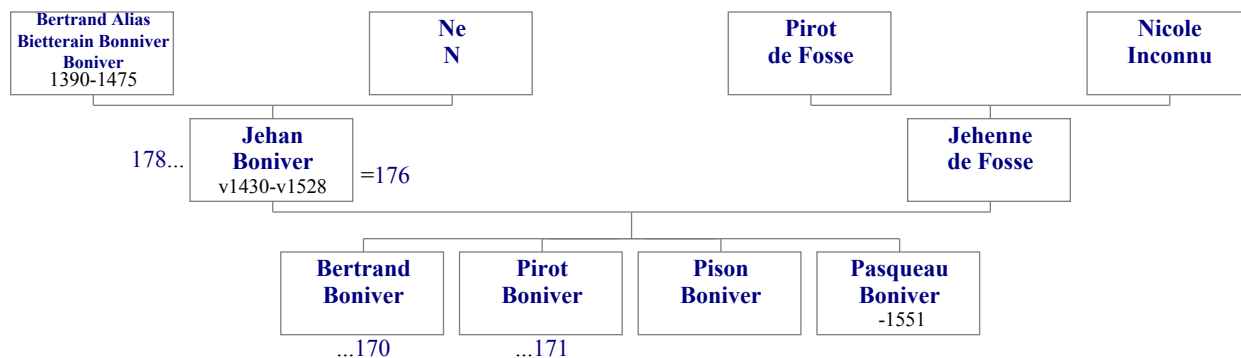 Bertrand Alias
Bietterain Bonniver
Boniver
1390-1475
Ne
N
Pirot
de Fosse
Nicole
Inconnu
178...
Jehan
Boniver
v1430-v1528
=176
Jehenne
de Fosse
Bertrand
Boniver
Pirot
Boniver
Pison
Boniver
Pasqueau
Boniver
-1551
...170
...171